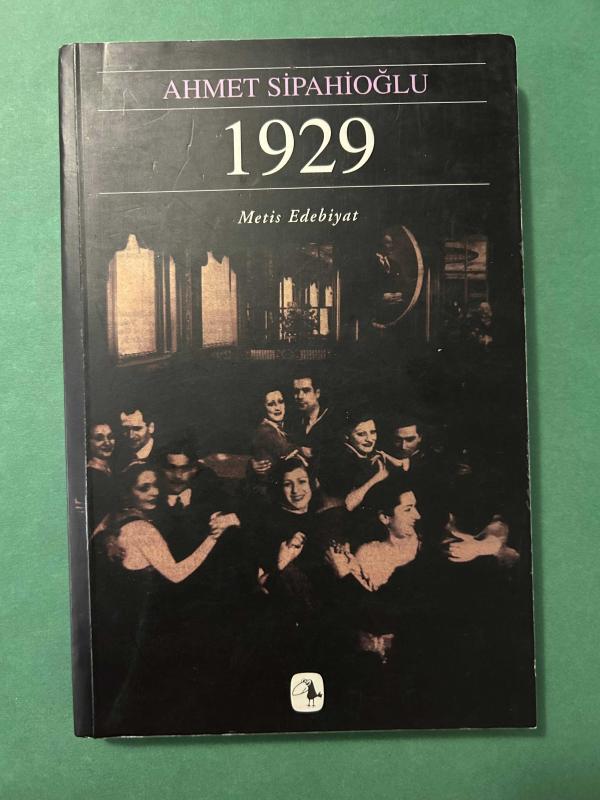 AHMET SİPAHİOĞLU
1929
Metis Edebiyat